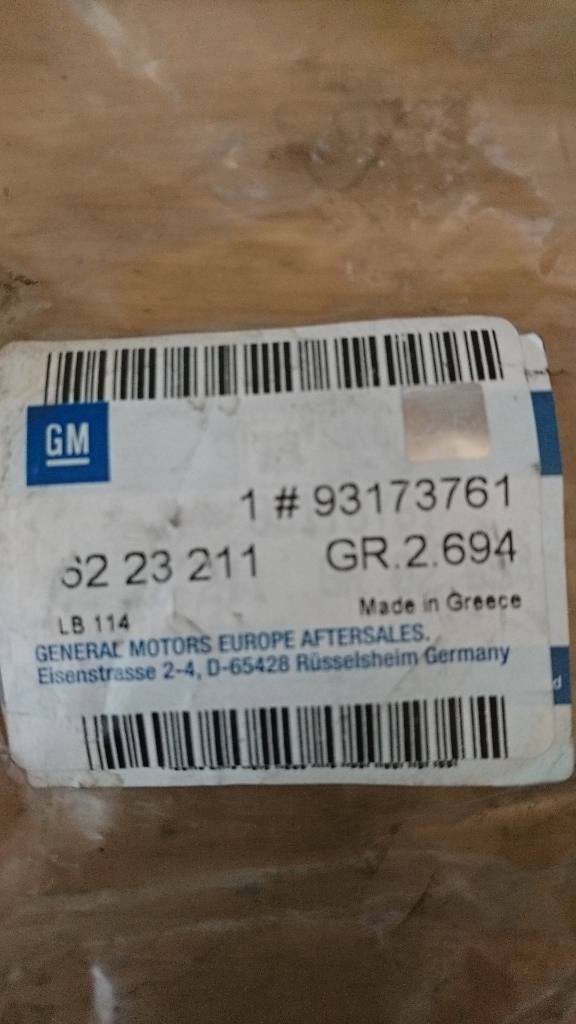 GM
1 # 93173761
62 23 211 GR.2.694
LB 114 Made in Greece
GENERAL MOTORS EUROPE AFTERSALES.
Eisenstrasse 2-4, D-65428 Rüsselsheim Germany